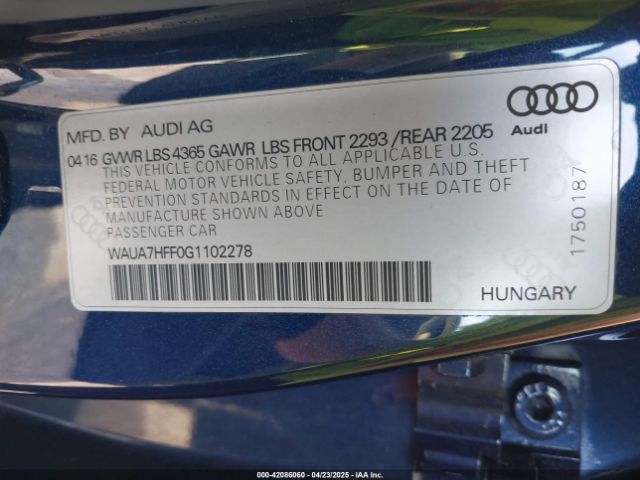 MFD. BY AUDI AG
Audi
04 16 GVWR LBS 4365 GAWR LBS FRONT 2293 /REAR 2205
THIS VEHICLE CONFORMS TO ALL APPLICABLE U.S.
FEDERAL MOTOR VEHICLE SAFETY, BUMPER AND THEFT
PREVENTION STANDARDS IN EFFECT ON THE DATE OF
MANUFACTURE SHOWN ABOVE
PASSENGER CAR
WAUA7HFF0G1102278
1750187
HUNGARY
000-42086060 - 04/23/2025 - IAA Inc.